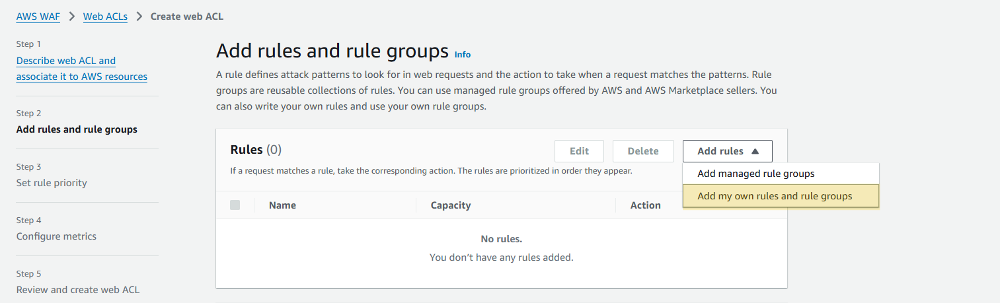 AWS WAF > Web ACLs > Create web ACL
Step 1
Describe web ACL and
associate it to AWS resources
Step 2
Add rules and rule groups
Step 3
Set rule priority
Step 4
Configure metrics
Step 5
Review and create web ACL
Add rules and rule groups Info
A rule defines attack patterns to look for in web requests and the action to take when a request matches the patterns. Rule
groups are reusable collections of rules. You can use managed rule groups offered by AWS and AWS Marketplace sellers. You
can also write your own rules and use your own rule groups.
Rules (0) Edit Delete Add rules
If a request matches a rule, take the corresponding action. The rules are prioritized in order they appear.
Add managed rule groups
Add my own rules and rule groups
Name Capacity Action
No rules.
You don’t have any rules added.